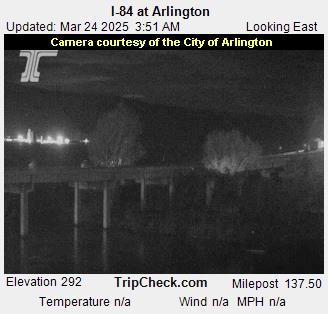 I-84 at Arlington
Updated: Mar 24 2025 3:51 AM Looking East
Camera courtesy of the City of Arlington
Elevation 292 TripCheck.com Milepost 137.50
Temperature n/a Wind n/a MPH n/a